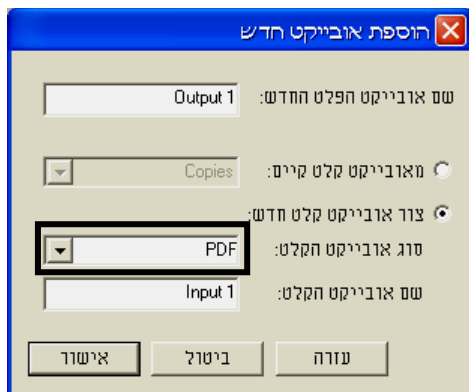 הוספת אובייקט חדש
שם אובייקט הפלט החדש: Output 1
מאובייקט קלט קיים: Copies
צור אובייקט קלט חדש:
סוג אובייקט הקלט: PDF
שם אובייקט הקלט: Input 1
עזרה ביטול אישור